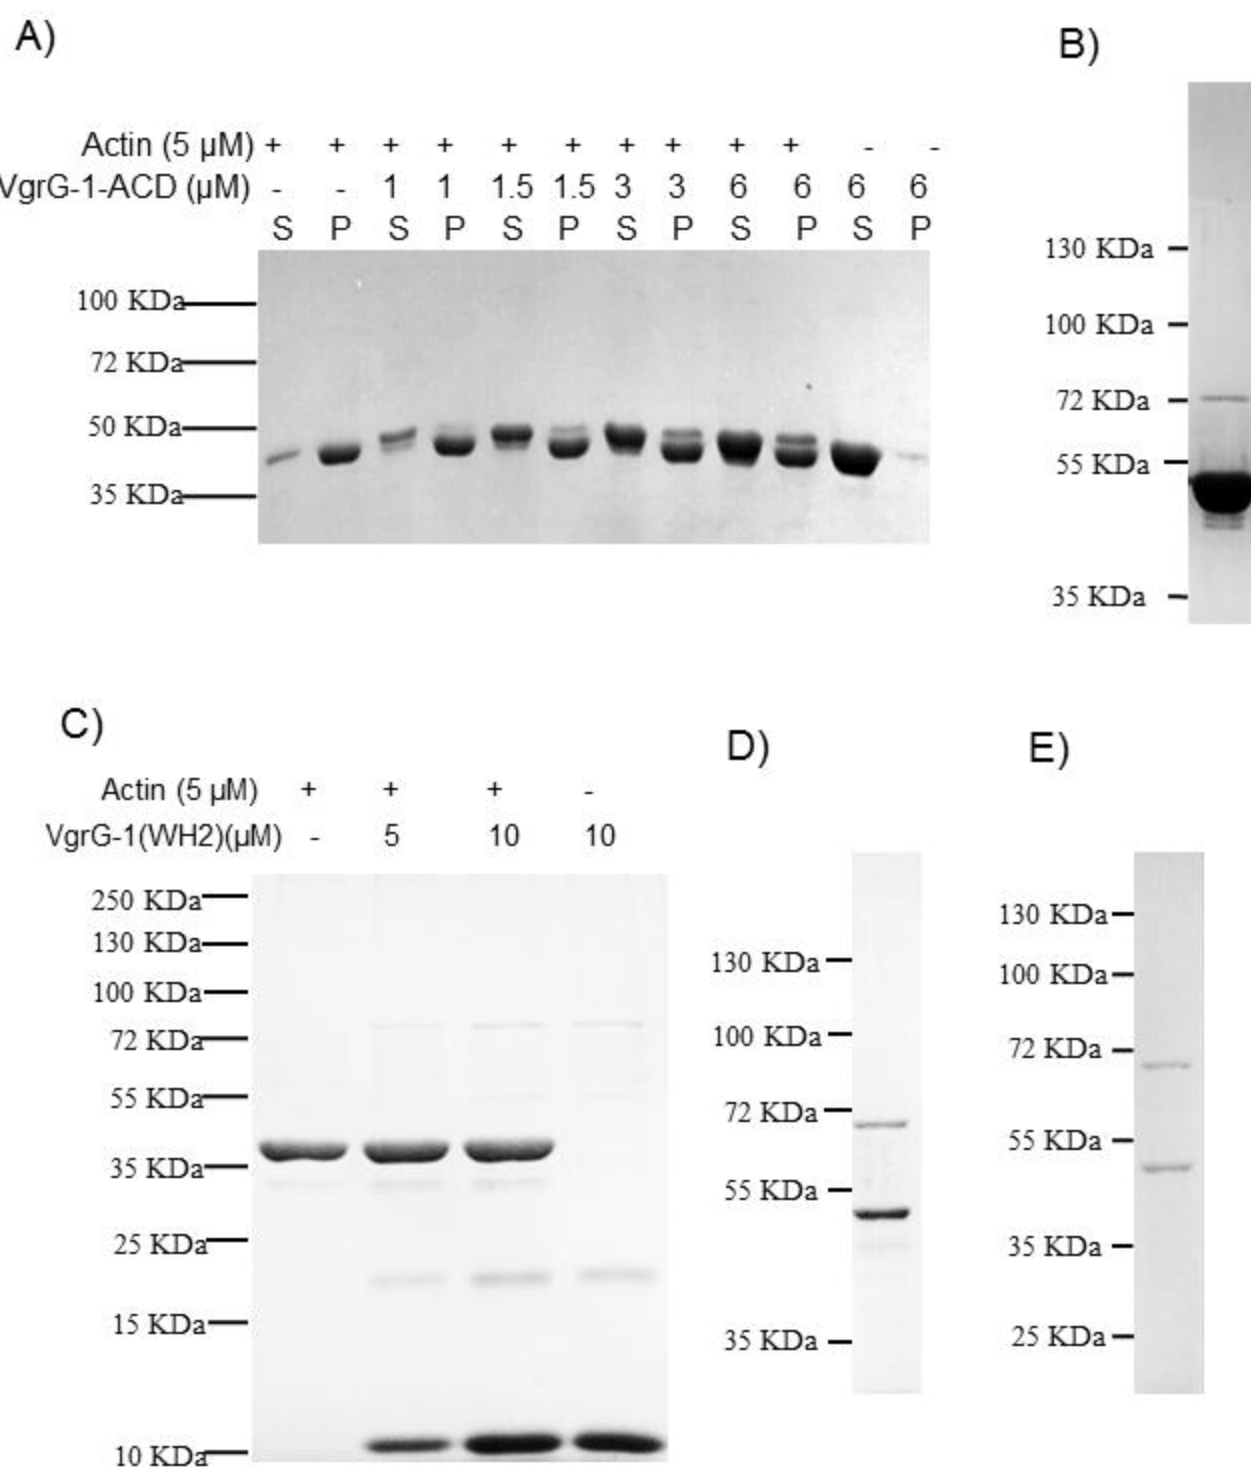 A)
Actin (5 µM) + + + + + + + + + + - -
VgrG-1-ACD (µM) - - 1 1 1.5 1.5 3 3 6 6 6 6
S P S P S P S P S P S P
100 KDa
72 KDa
50 KDa
35 KDa
B)
130 KDa
100 KDa
72 KDa
55 KDa
35 KDa
C)
Actin (5 µM) + + + -
VgrG-1(WH2)(µM) - 5 10 10
250 KDa
130 KDa
100 KDa
72 KDa
55 KDa
35 KDa
25 KDa
15 KDa
10 KDa
D)
130 KDa
100 KDa
72 KDa
55 KDa
35 KDa
E)
130 KDa
100 KDa
72 KDa
55 KDa
35 KDa
25 KDa